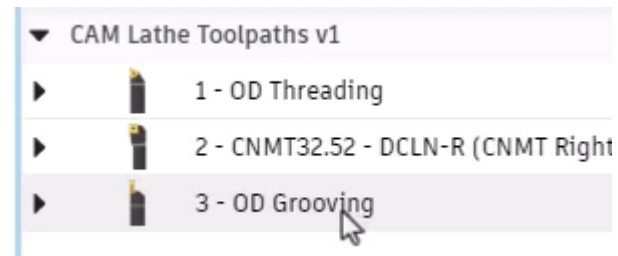 CAM Lathe Toolpaths v1
1 - OD Threading
2 - CNMT32.52 - DCLN-R (CNMT Right
3 - OD Grooving